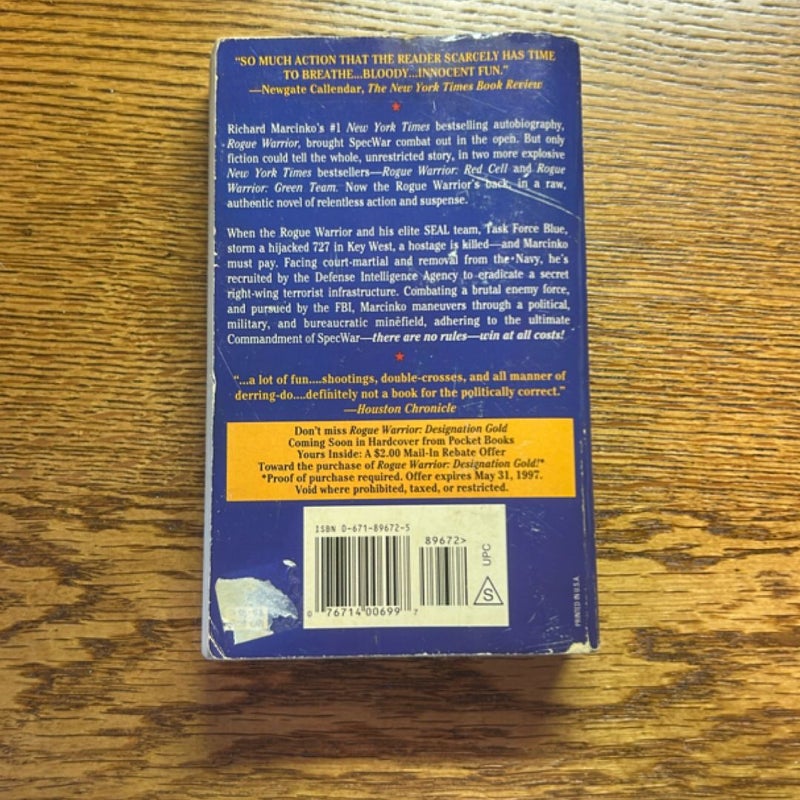 "SO MUCH ACTION THAT THE READER SCARCELY HAS TIME
TO BREATHE...BLOODY...INNOCENT FUN."
—Newgate Callendar, The New York Times Book Review
Richard Marcinko's #1 New York Times bestselling autobiography,
Rogue Warrior, brought SpecWar combat out in the open. But only
fiction could tell the whole, unrestricted story, in two more explosive
New York Times bestsellers—Rogue Warrior: Red Cell and Rogue
Warrior: Green Team. Now the Rogue Warrior's back, in a raw,
authentic novel of relentless action and suspense.
When the Rogue Warrior and his elite SEAL team, Task Force Blue,
storm a hijacked 727 in Key West, a hostage is killed—and Marcinko
must pay. Facing court-martial and removal from the Navy, he's
recruited by the Defense Intelligence Agency to eradicate a secret
right-wing terrorist infrastructure. Combating a brutal enemy force,
and pursued by the FBI, Marcinko maneuvers through a political,
military, and bureaucratic minefield, adhering to the ultimate
Commandment of SpecWar—there are no rules—win at all costs!
"...a lot of fun....shootings, double-crosses, and all manner of
derring-do....definitely not a book for the politically correct."
—Houston Chronicle
Don't miss Rogue Warrior: Designation Gold
Coming Soon in Hardcover from Pocket Books
Yours Inside: A $2.00 Mail-In Rebate Offer
Toward the purchase of Rogue Warrior: Designation Gold!*
*Proof of purchase required. Offer expires May 31, 1997.
Void where prohibited, taxed, or restricted.
ISBN 0-671-89672-5
89672>
UPC
S
0 76714 00699 7
PRINTED IN U.S.A.